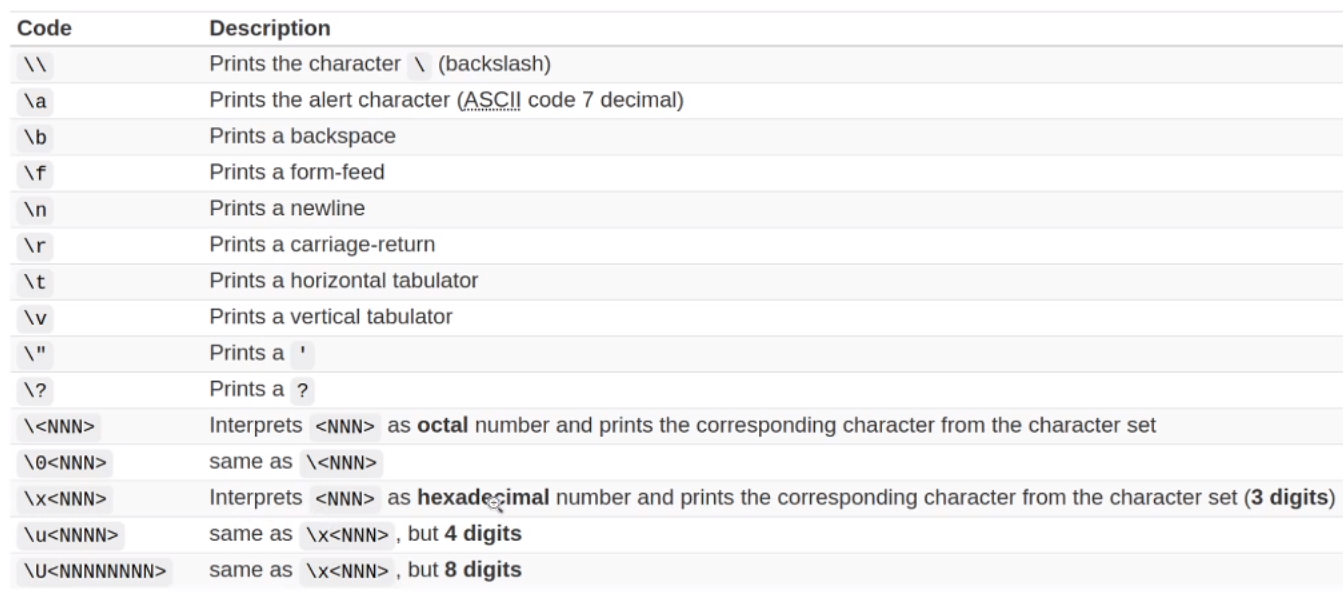 Code Description
\\ Prints the character \ (backslash)
\a Prints the alert character (ASCII code 7 decimal)
\b Prints a backspace
\f Prints a form-feed
\n Prints a newline
\r Prints a carriage-return
\t Prints a horizontal tabulator
\v Prints a vertical tabulator
\" Prints a '
\? Prints a ?
\<NNN> Interprets <NNN> as octal number and prints the corresponding character from the character set
\0<NNN> same as \<NNN>
\x<NNN> Interprets <NNN> as hexadecimal number and prints the corresponding character from the character set (3 digits)
\u<NNNN> same as \x<NNN> , but 4 digits
\U<NNNNNNNN> same as \x<NNN> , but 8 digits